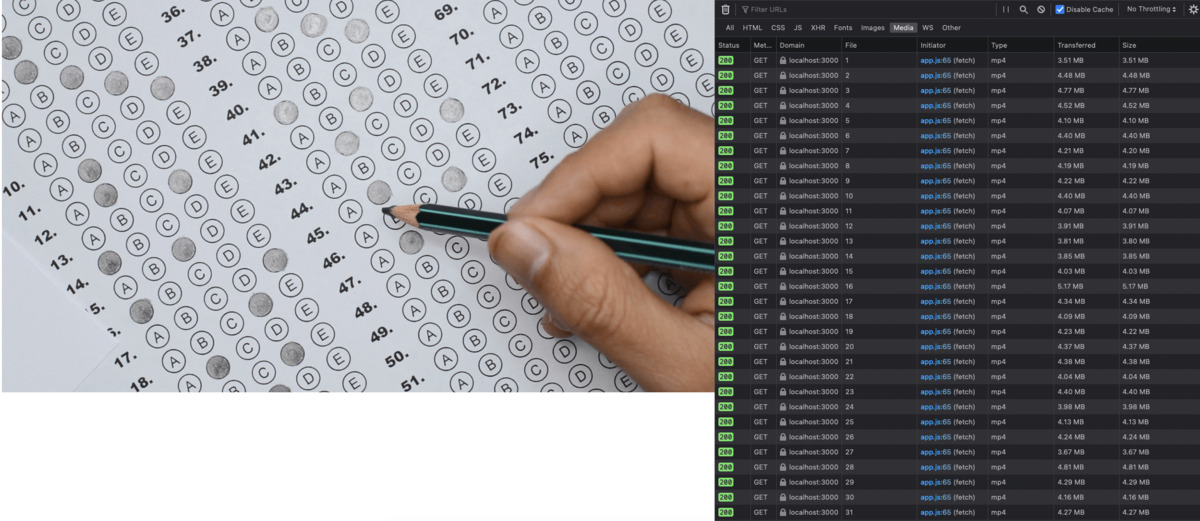 10.
11.
12.
13.
14.
17.
18.
36.
37.
38.
39.
40.
41.
42.
43.
44.
45.
46.
47.
48.
49.
50.
51.
69.
70.
71.
72.
73.
74.
75.
Filter URLs Disable Cache No Throttling
All HTML CSS JS XHR Fonts Images Media WS Other
Status Met... Domain File Initiator Type Transferred Size
200 GET localhost:3000 1 app.js:65 (fetch) mp4 3.51 MB 3.51 MB
200 GET localhost:3000 2 app.js:65 (fetch) mp4 4.48 MB 4.48 MB
200 GET localhost:3000 3 app.js:65 (fetch) mp4 4.77 MB 4.77 MB
200 GET localhost:3000 4 app.js:65 (fetch) mp4 4.52 MB 4.52 MB
200 GET localhost:3000 5 app.js:65 (fetch) mp4 4.10 MB 4.10 MB
200 GET localhost:3000 6 app.js:65 (fetch) mp4 4.40 MB 4.40 MB
200 GET localhost:3000 7 app.js:65 (fetch) mp4 4.21 MB 4.20 MB
200 GET localhost:3000 8 app.js:65 (fetch) mp4 4.19 MB 4.19 MB
200 GET localhost:3000 9 app.js:65 (fetch) mp4 4.22 MB 4.22 MB
200 GET localhost:3000 10 app.js:65 (fetch) mp4 4.40 MB 4.40 MB
200 GET localhost:3000 11 app.js:65 (fetch) mp4 4.07 MB 4.07 MB
200 GET localhost:3000 12 app.js:65 (fetch) mp4 3.91 MB 3.91 MB
200 GET localhost:3000 13 app.js:65 (fetch) mp4 3.81 MB 3.80 MB
200 GET localhost:3000 14 app.js:65 (fetch) mp4 3.85 MB 3.85 MB
200 GET localhost:3000 15 app.js:65 (fetch) mp4 4.03 MB 4.03 MB
200 GET localhost:3000 16 app.js:65 (fetch) mp4 5.17 MB 5.17 MB
200 GET localhost:3000 17 app.js:65 (fetch) mp4 4.34 MB 4.34 MB
200 GET localhost:3000 18 app.js:65 (fetch) mp4 4.09 MB 4.09 MB
200 GET localhost:3000 19 app.js:65 (fetch) mp4 4.23 MB 4.22 MB
200 GET localhost:3000 20 app.js:65 (fetch) mp4 4.37 MB 4.37 MB
200 GET localhost:3000 21 app.js:65 (fetch) mp4 4.38 MB 4.38 MB
200 GET localhost:3000 22 app.js:65 (fetch) mp4 4.04 MB 4.04 MB
200 GET localhost:3000 23 app.js:65 (fetch) mp4 4.40 MB 4.40 MB
200 GET localhost:3000 24 app.js:65 (fetch) mp4 3.98 MB 3.98 MB
200 GET localhost:3000 25 app.js:65 (fetch) mp4 4.13 MB 4.13 MB
200 GET localhost:3000 26 app.js:65 (fetch) mp4 4.24 MB 4.24 MB
200 GET localhost:3000 27 app.js:65 (fetch) mp4 3.67 MB 3.67 MB
200 GET localhost:3000 28 app.js:65 (fetch) mp4 4.81 MB 4.81 MB
200 GET localhost:3000 29 app.js:65 (fetch) mp4 4.29 MB 4.29 MB
200 GET localhost:3000 30 app.js:65 (fetch) mp4 4.16 MB 4.16 MB
200 GET localhost:3000 31 app.js:65 (fetch) mp4 4.27 MB 4.27 MB